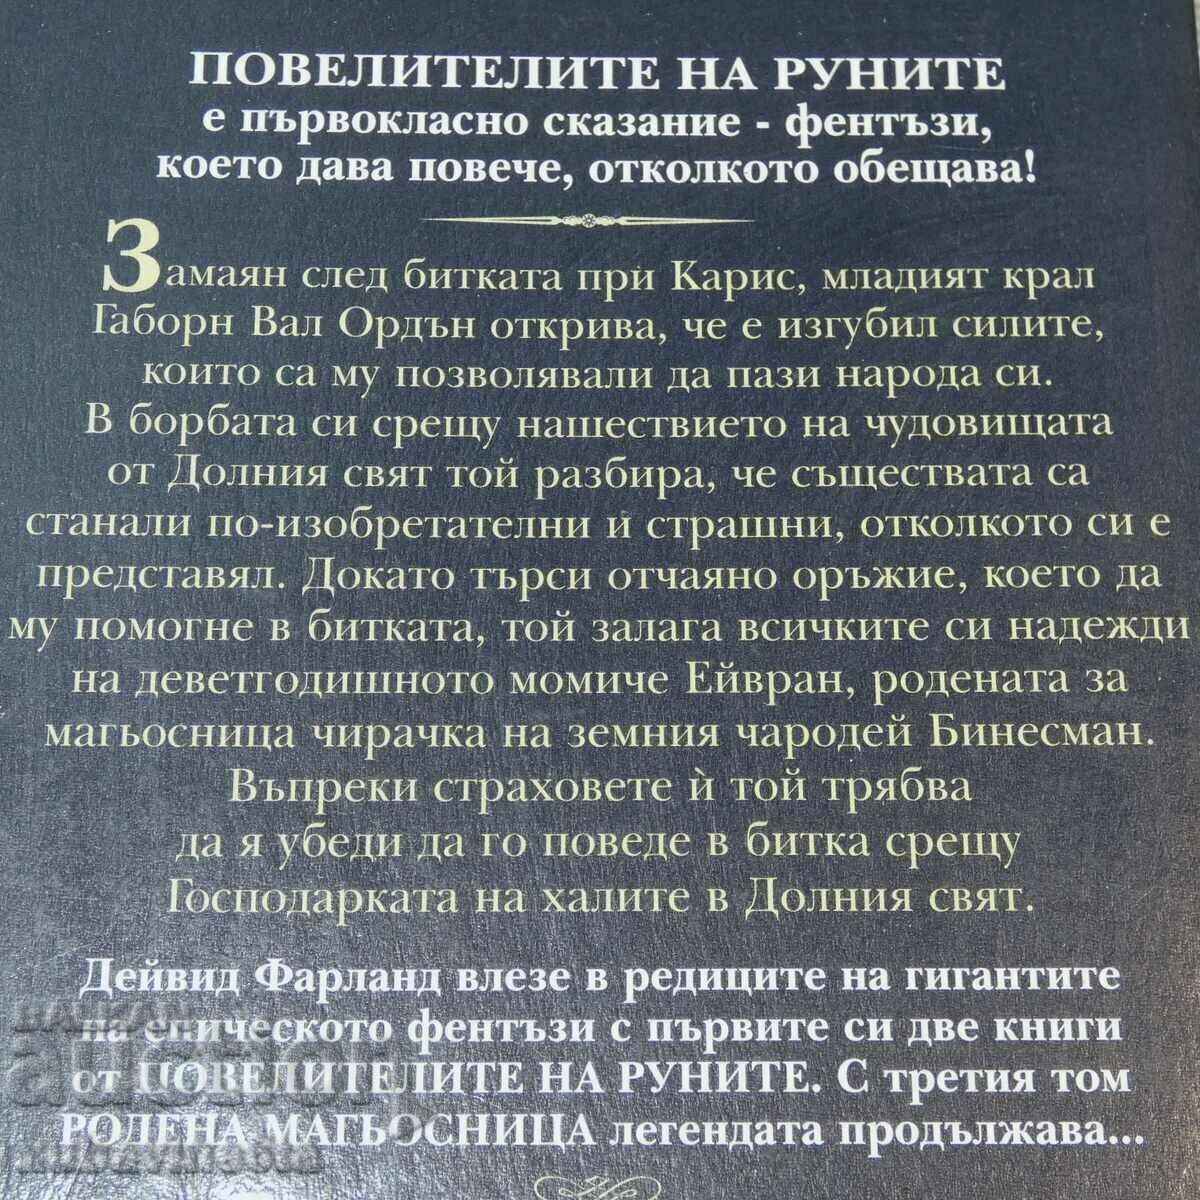 ПОВЕЛИТЕЛИТЕ НА РУНИТЕ
е първокласно сказание - фентъзи,
което дава повече, отколкото обещава!
Замаян след битката при Карис, младият крал
Габорн Вал Ордън открива, че е изгубил силите,
които са му позволявали да пази народа си.
В борбата си срещу нашествието на чудовищата
от Долния свят той разбира, че съществата са
станали по-изобретателни и страшни, отколкото си е
представял. Докато търси отчаяно оръжие, което да
му помогне в битката, той залага всичките си надежди
на деветгодишното момиче Ейвран, родената за
магьосница чирачка на земния чародей Бинесман.
Въпреки страховете ѝ той трябва
да я убеди да го поведе в битка срещу
Господарката на халите в Долния свят.
Дейвид Фарланд влезе в редиците на гигантите
на епическото фентъзи с първите си две книги
от ПОВЕЛИТЕЛИТЕ НА РУНИТЕ. С третия том
РОДЕНА МАГЬОСНИЦА легендата продължава...